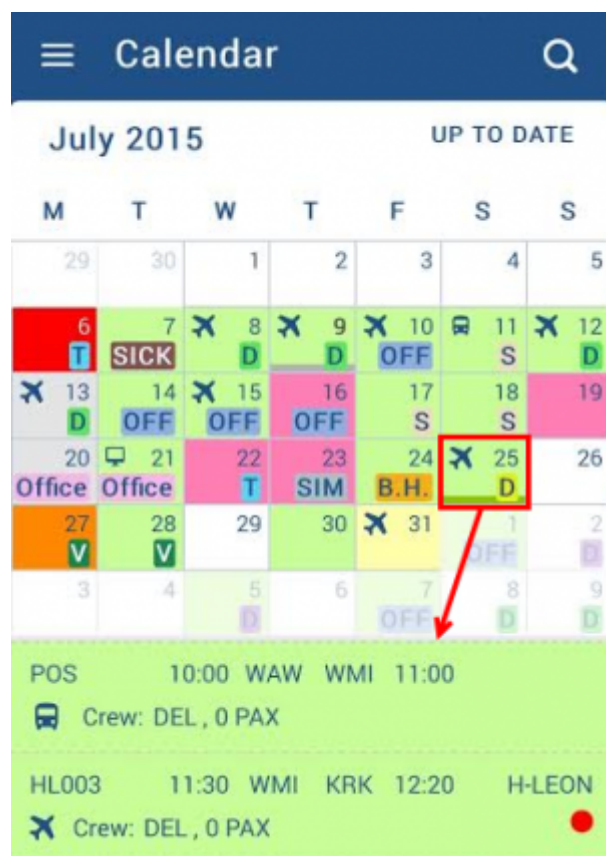 Calendar
July 2015 UP TO DATE
M T W T F S S
29 30 1 2 3 4 5
6 7 8 9 10 11 12
T SICK D D OFF S D
13 14 15 16 17 18 19
D OFF OFF OFF S S
20 21 22 23 24 25 26
Office Office T SIM B.H. D
27 28 29 30 31 1 2
V V OFF D
3 4 5 6 7 8 9
D OFF D D
POS 10:00 WAW WMI 11:00
Crew: DEL , 0 PAX
HL003 11:30 WMI KRK 12:20 H-LEON
Crew: DEL , 0 PAX